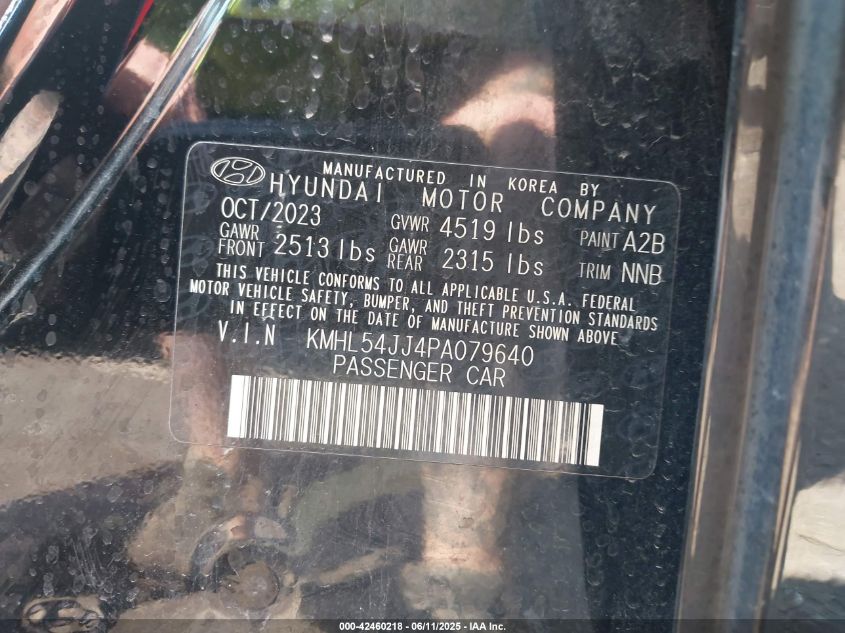 MANUFACTURED IN KOREA BY
HYUNDAI MOTOR COMPANY
OCT/2023 GVWR 4519 lbs PAINT A2B
GAWR FRONT 2513 lbs GAWR REAR 2315 lbs TRIM NNB
THIS VEHICLE CONFORMS TO ALL APPLICABLE U.S.A. FEDERAL
MOTOR VEHICLE SAFETY, BUMPER, AND THEFT PREVENTION STANDARDS
IN EFFECT ON THE DATE OF MANUFACTURE SHOWN ABOVE
V.I.N KMHL54JJ4PA079640
PASSENGER CAR
000-42460218 - 06/11/2025 - IAA Inc.